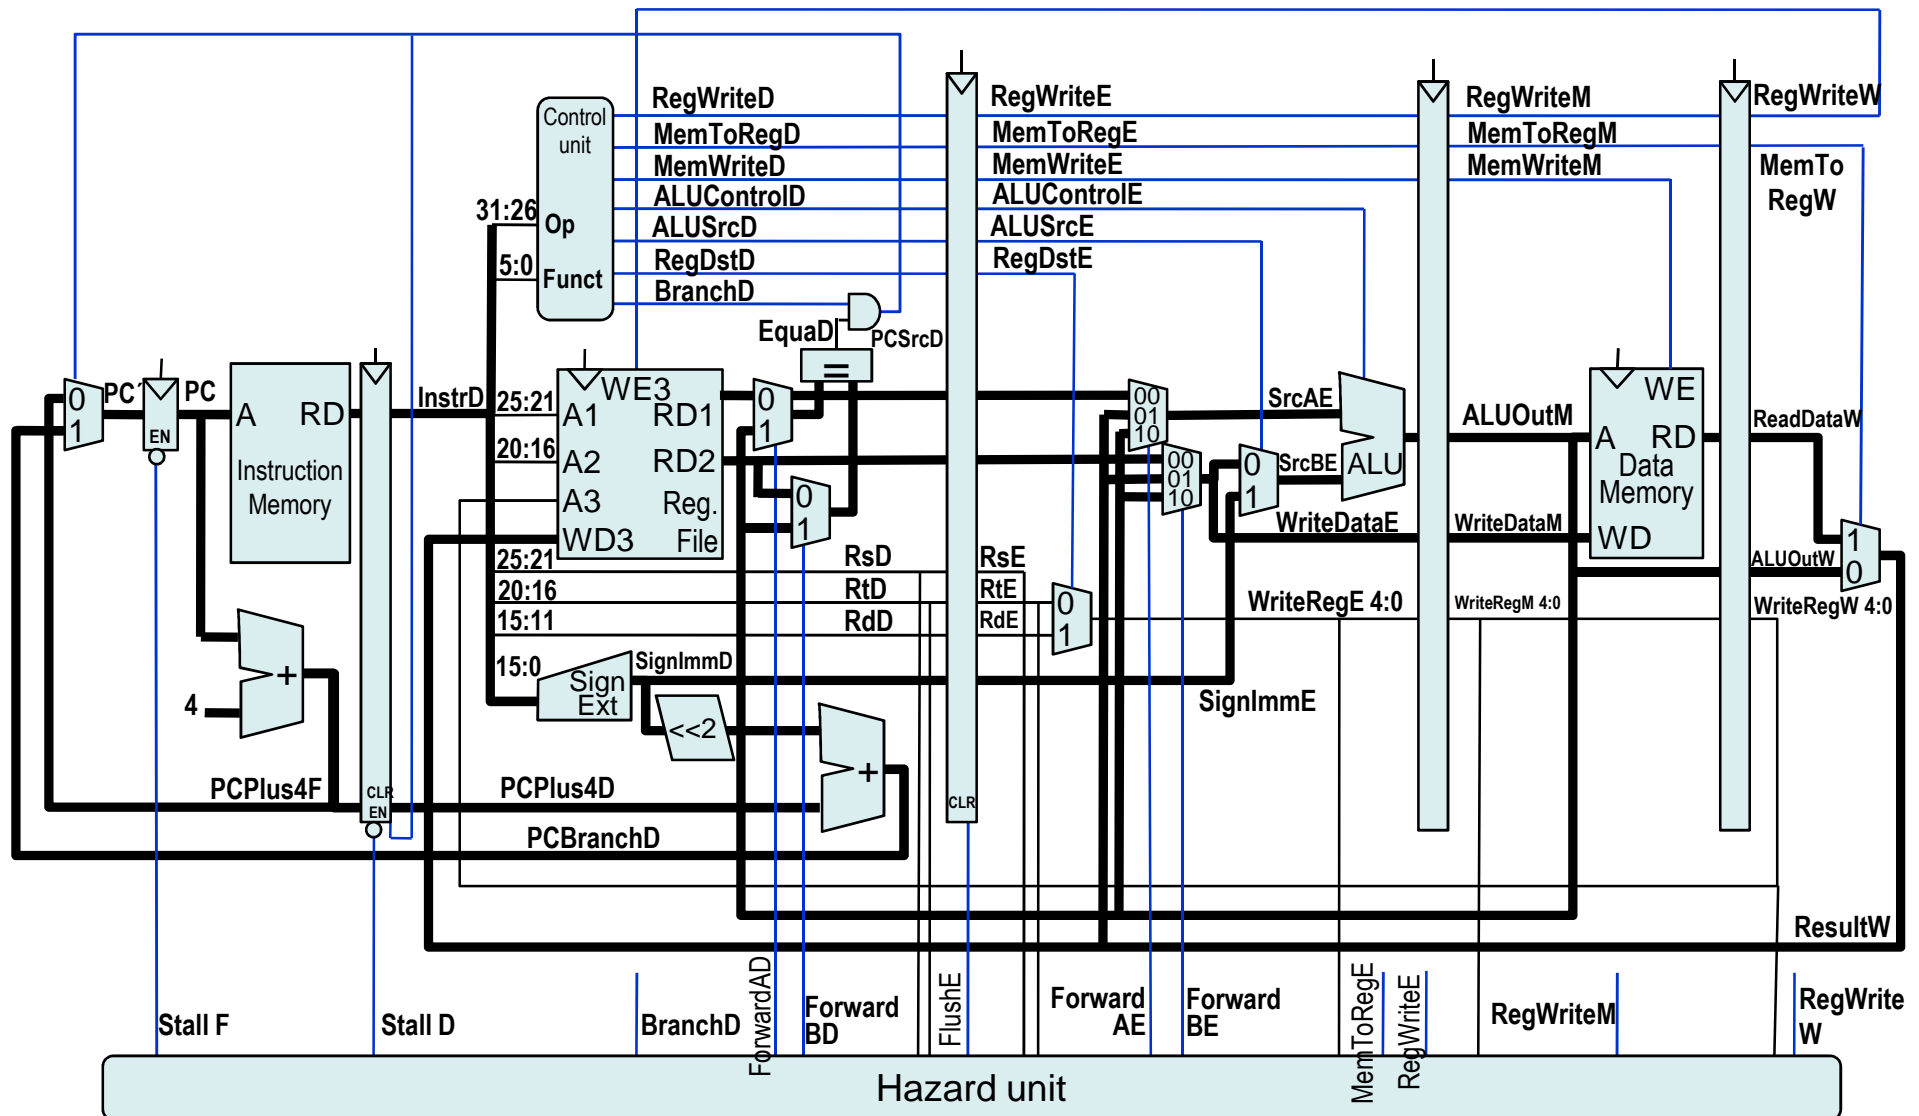 RegWriteD
RegWriteE
RegWriteM
RegWriteW
Control
unit
MemToRegD
MemToRegE
MemToRegM
MemWriteD
MemWriteE
MemWriteM
MemTo
RegW
ALUControlD
ALUControlE
31:26
Op
ALUSrcD
ALUSrcE
5:0
Funct
RegDstD
RegDstE
BranchD
EquaD
PCSrcD
=
0
1
PC´
EN
PC
A
RD
Instruction
Memory
InstrD
25:21
20:16
WE3
A1
RD1
A2
RD2
A3
Reg.
WD3
File
0
1
0
1
00
01
10
00
01
10
SrcAE
0
1
SrcBE
ALU
ALUOutM
WE
A
RD
Data
Memory
WD
ReadDataW
WriteDataE
WriteDataM
1
0
ALUOutW
25:21
RsD
RsE
20:16
RtD
RtE
15:11
RdD
RdE
0
1
WriteRegE 4:0
WriteRegM 4:0
WriteRegW 4:0
15:0
Sign
Ext
SignImmD
SignImmE
+
4
<<2
+
PCPlus4F
CLR
EN
PCPlus4D
CLR
PCBranchD
ResultW
Stall F
Stall D
BranchD
ForwardAD
Forward
BD
FlushE
Forward
AE
Forward
BE
MemToRegE
RegWriteE
RegWriteM
RegWrite
W
Hazard unit